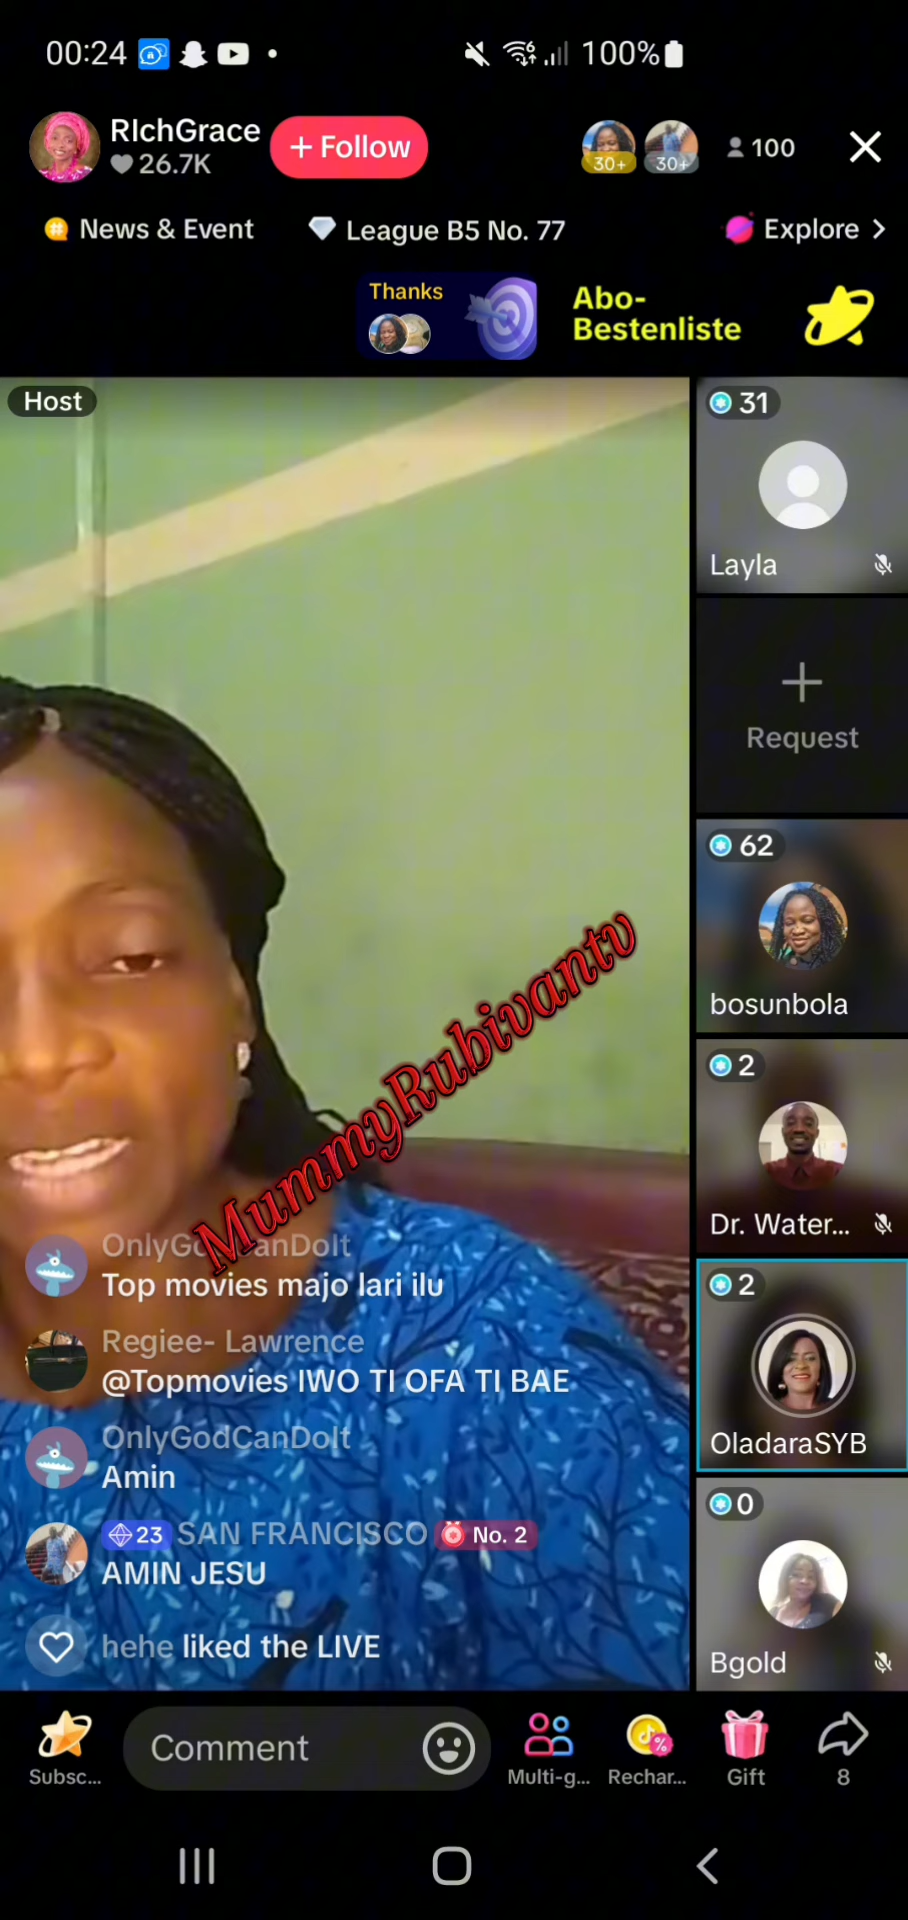 00:24
100%
RIchGrace
26.7K
+ Follow
30+
30+
100
News & Event
League B5 No. 77
Explore >
Thanks
Abo-
Bestenliste
Host
31
Layla
Request
62
bosunbola
2
Dr. Water...
2
OladaraSYB
0
Bgold
MummyRubivantv
OnlyGodCanDoIt
Top movies majo lari ilu
Regiee- Lawrence
@Topmovies IWO TI OFA TI BAE
OnlyGodCanDoIt
Amin
23 SAN FRANCISCO No. 2
AMIN JESU
hehe liked the LIVE
Subsc...
Comment
Multi-g...
Rechar...
Gift
8